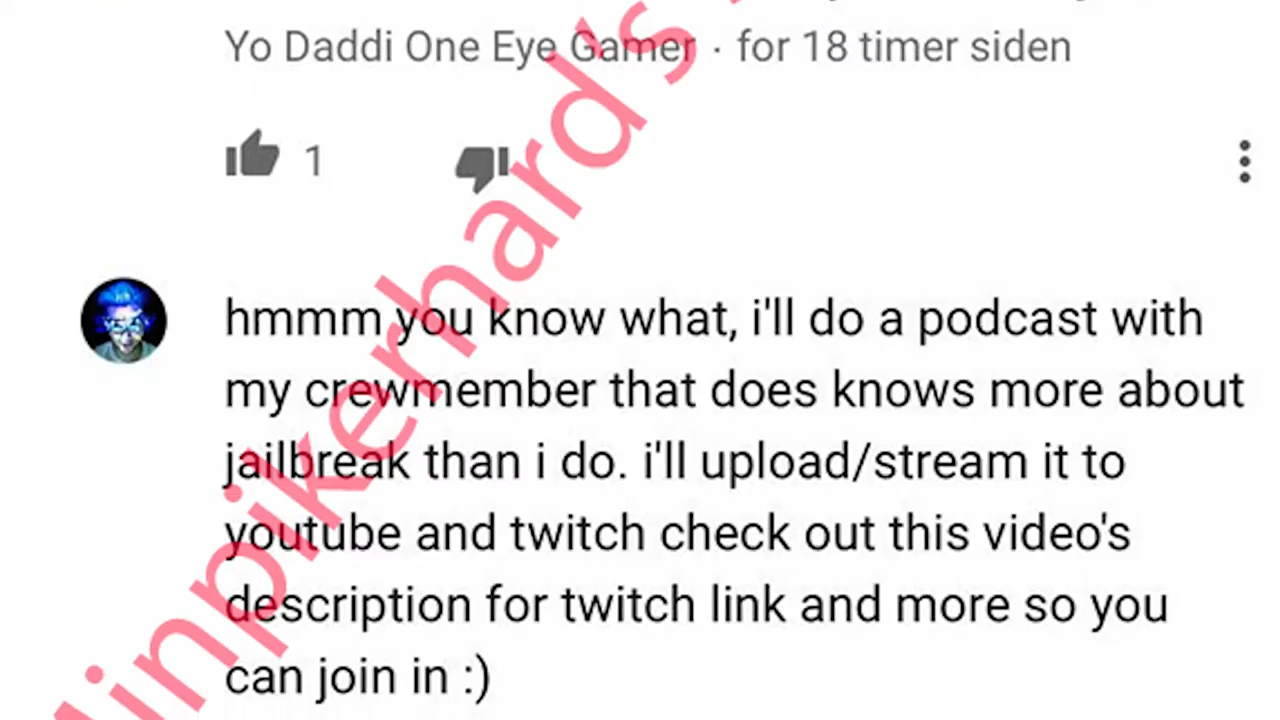 Yo Daddi One Eye Gamer · for 18 timer siden
1
hmmm you know what, i'll do a podcast with
my crewmember that does knows more about
jailbreak than i do. i'll upload/stream it to
youtube and twitch check out this video's
description for twitch link and more so you
can join in :)
inpikerhard's